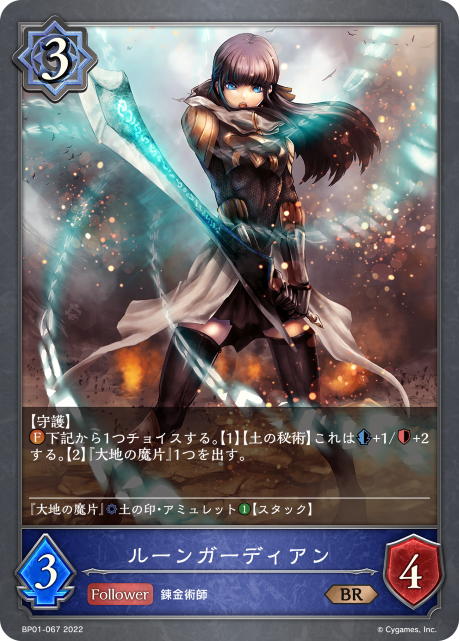 3
【守護】
F下記から1つチョイスする。【1】【土の秘術】これは+1/+2
する。【2】『大地の魔片』1つを出す。
『大地の魔片』土の印・アミュレット1【スタック】
ルーンガーディアン
3
Follower 錬金術師 BR
4
BP01-067 2022 © Cygames, Inc.